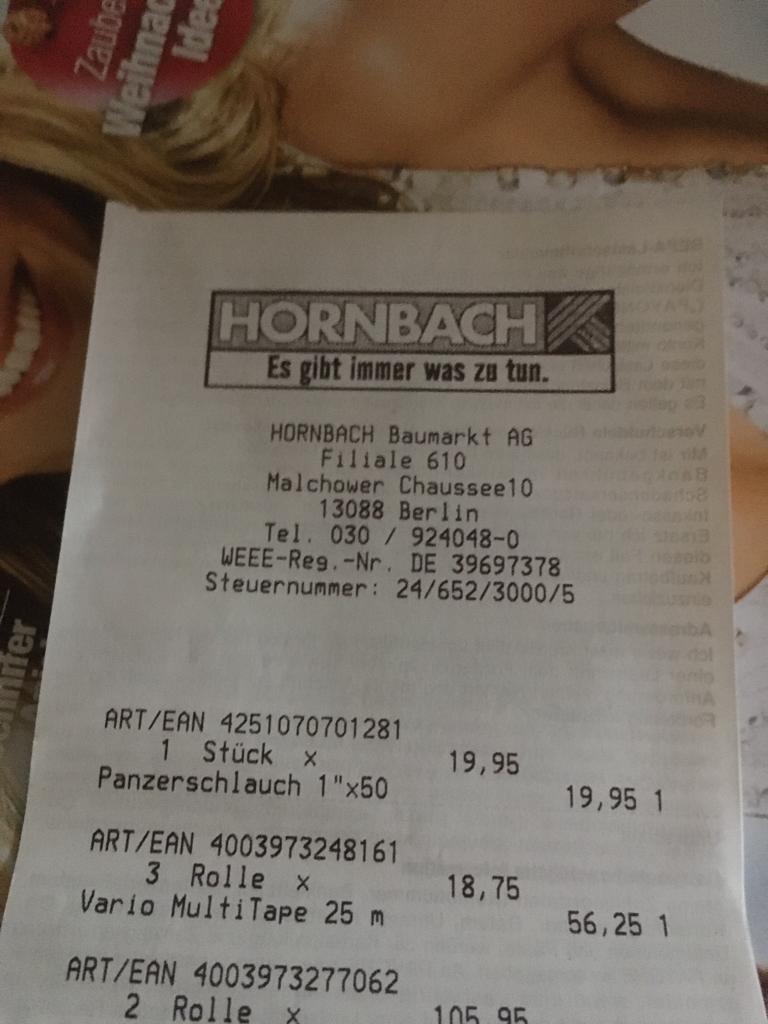 Zaube
Weihnac
Idee
HORNBACH
Es gibt immer was zu tun.
HORNBACH Baumarkt AG
Filiale 610
Malchower Chaussee10
13088 Berlin
Tel. 030 / 924048-0
WEEE-Reg.-Nr. DE 39697378
Steuernummer: 24/652/3000/5
ART/EAN 4251070701281
1 Stück x 19,95
Panzerschlauch 1"x50 19,95 1
ART/EAN 4003973248161
3 Rolle x 18,75
Vario MultiTape 25 m 56,25 1
ART/EAN 4003973277062
2 Rolle x 105,95